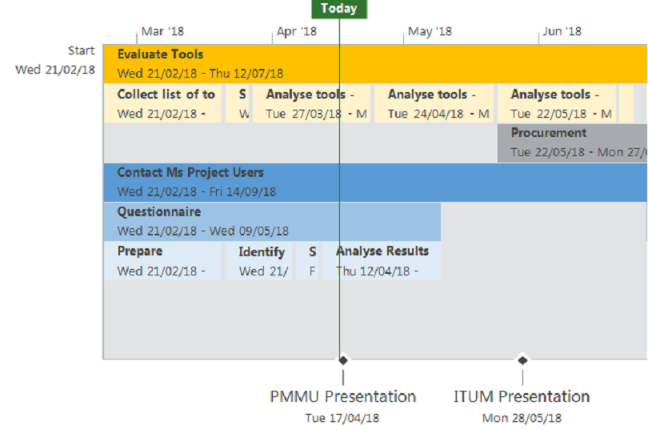 Today
Mar '18
Apr '18
May '18
Jun '18
Start
Wed 21/02/18
Evaluate Tools
Wed 21/02/18 - Thu 12/07/18
Collect list of to
Wed 21/02/18 -
S
W
Analyse tools -
Tue 27/03/18 - M
Analyse tools -
Tue 24/04/18 - M
Analyse tools -
Tue 22/05/18 - M
Procurement
Tue 22/05/18 - Mon 27/
Contact Ms Project Users
Wed 21/02/18 - Fri 14/09/18
Questionnaire
Wed 21/02/18 - Wed 09/05/18
Prepare
Wed 21/02/18 -
Identify
Wed 21/
S
F
Analyse Results
Thu 12/04/18 -
PMMU Presentation
Tue 17/04/18
ITUM Presentation
Mon 28/05/18